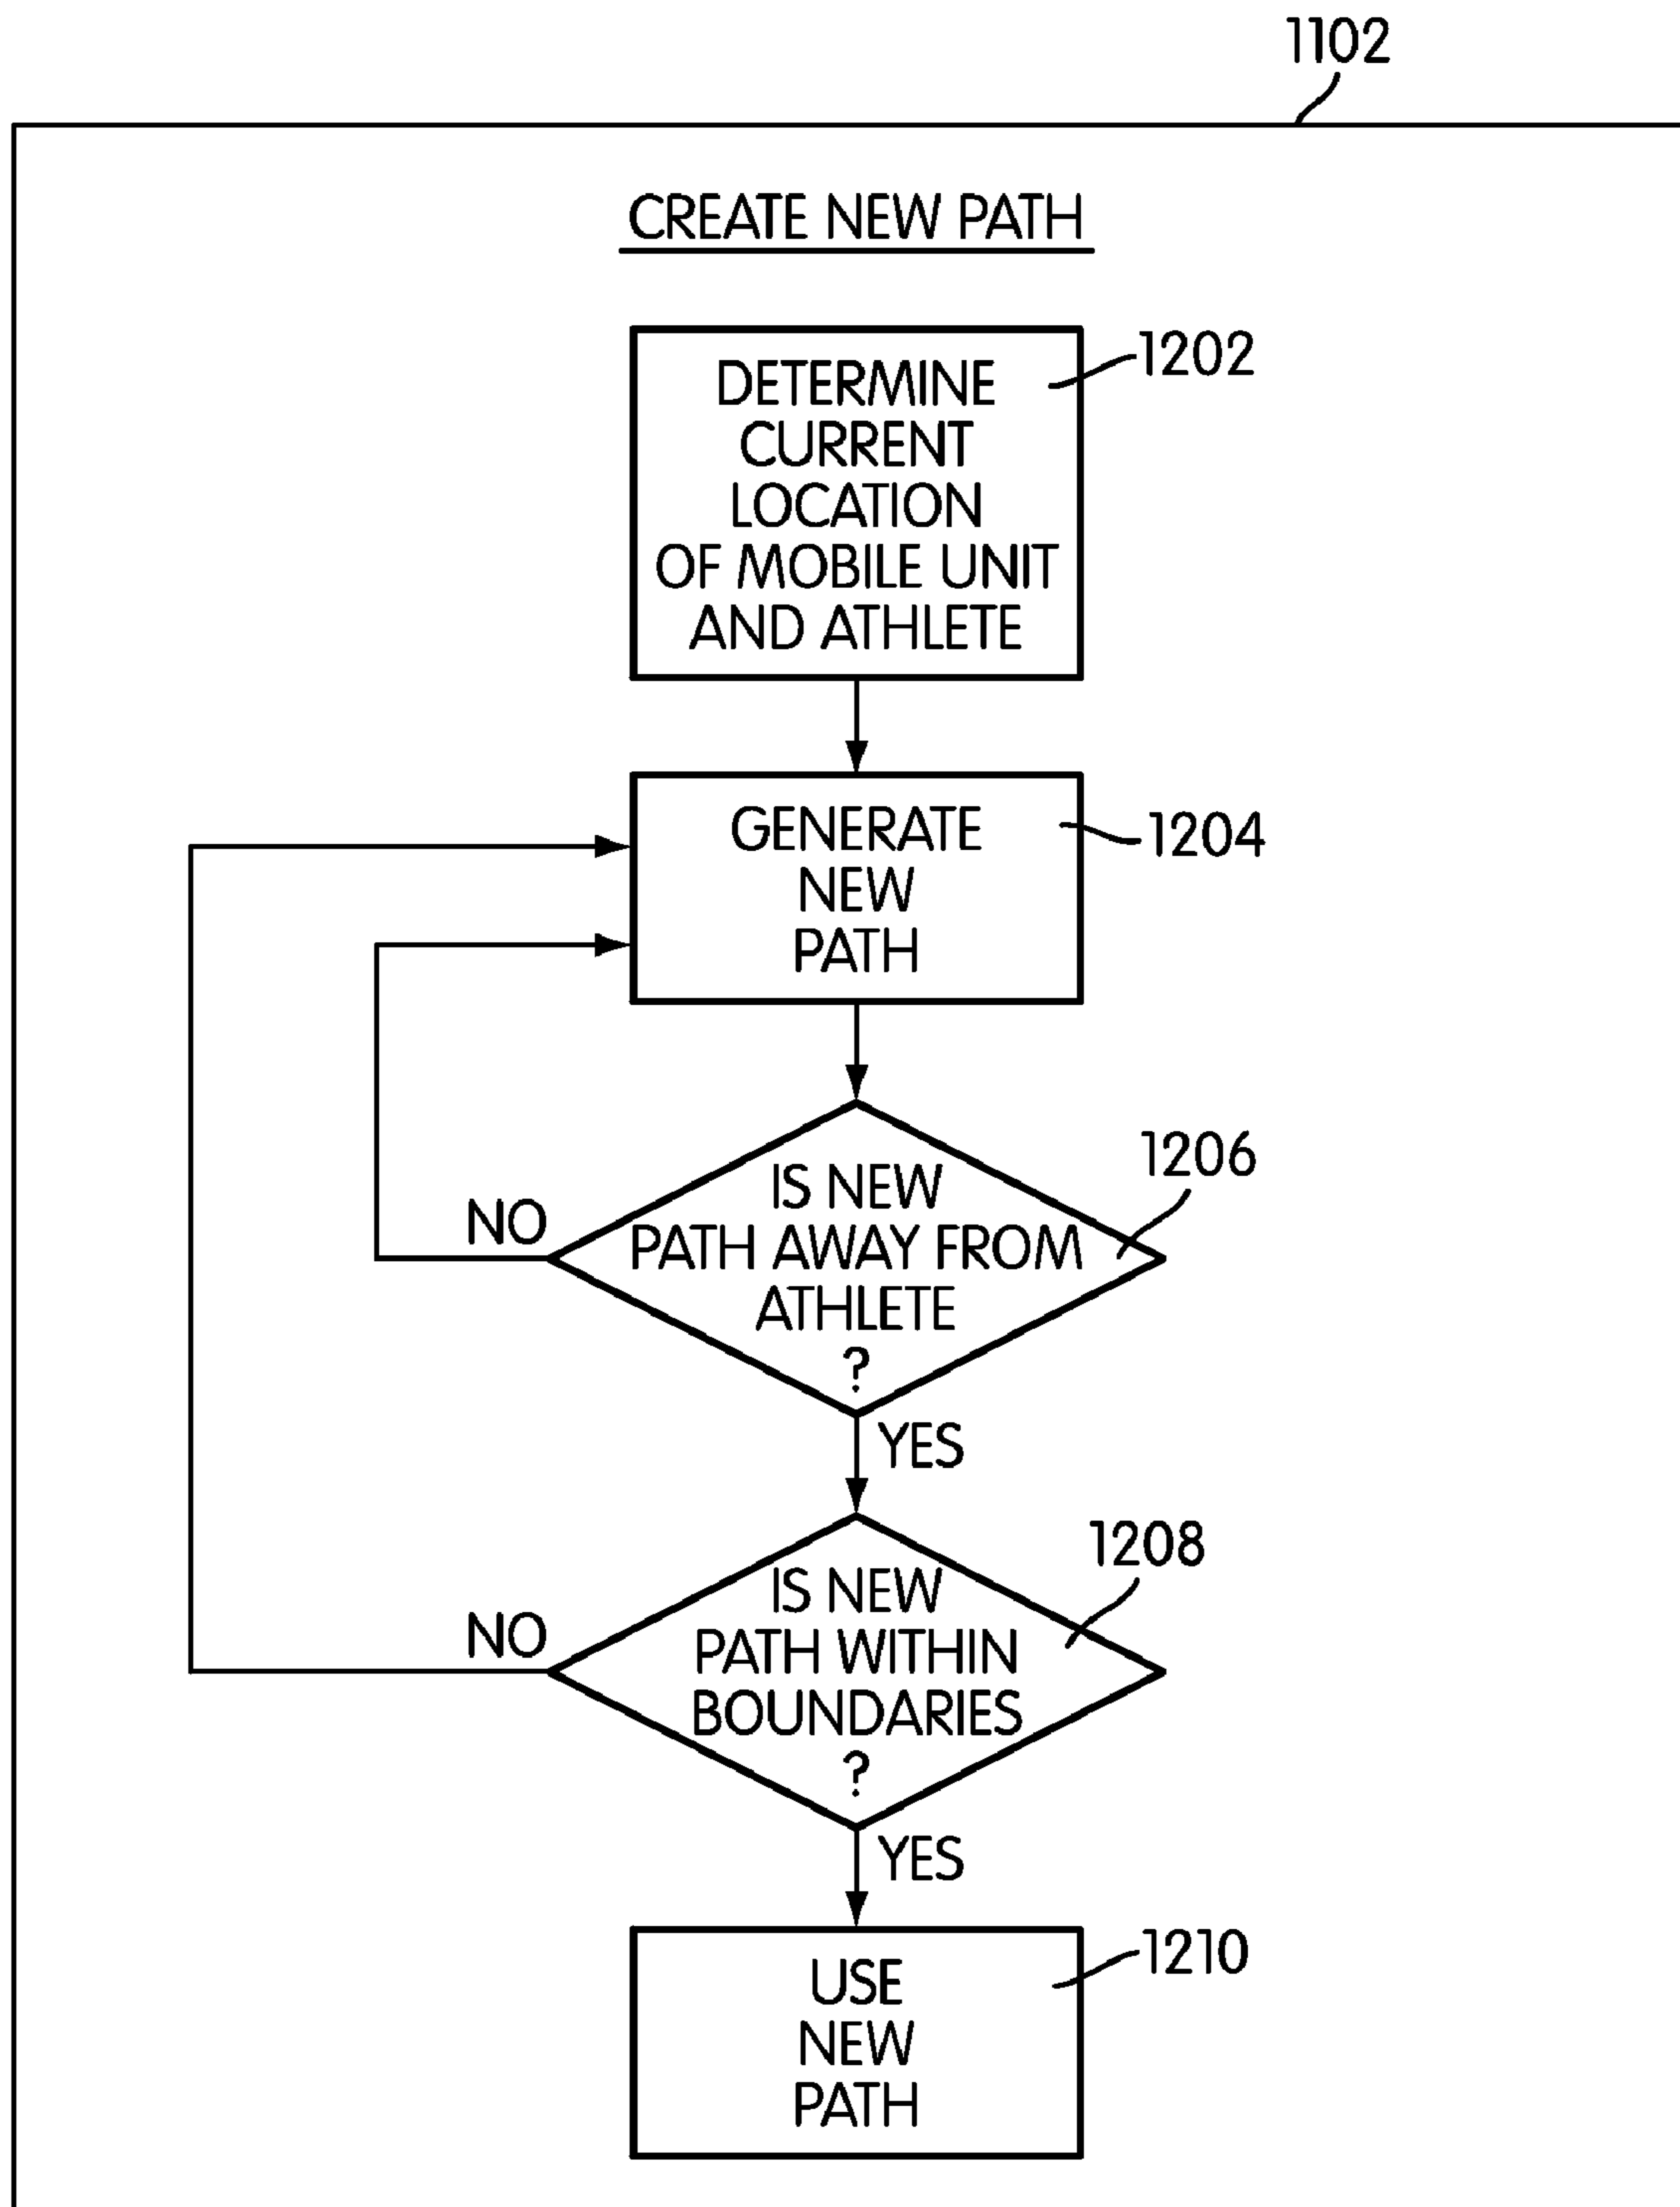 1102
CREATE NEW PATH
1202
DETERMINE
CURRENT
LOCATION
OF MOBILE UNIT
AND ATHLETE
1204
GENERATE
NEW
PATH
1206
IS NEW
PATH AWAY FROM
ATHLETE
?
NO
YES
1208
IS NEW
PATH WITHIN
BOUNDARIES
?
NO
YES
1210
USE
NEW
PATH